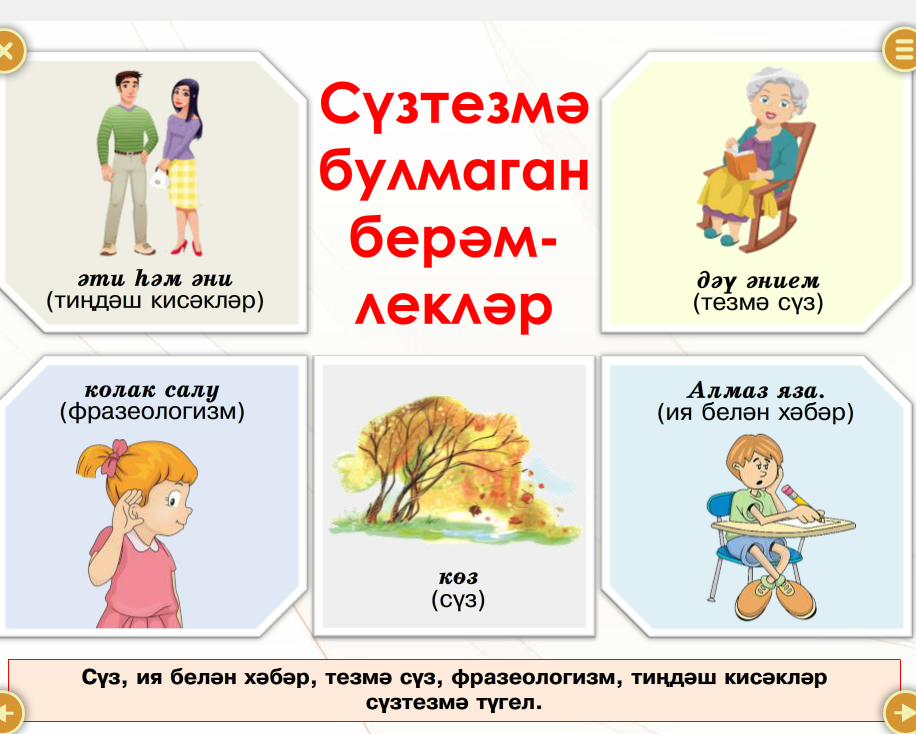 Сүзтезмә
булмаган
берәм-
лекләр
әти һәм әни
(тиңдәш кисәкләр)
дәү әнием
(тезмә сүз)
колак салу
(фразеологизм)
көз
(сүз)
Алмаз яза.
(ия белән хәбәр)
Сүз, ия белән хәбәр, тезмә сүз, фразеологизм, тиңдәш кисәкләр
сүзтезмә түгел.